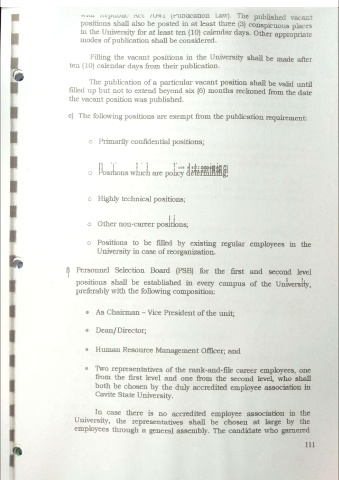 with Republic Act 7041 (Publication Law). The published vacant
positions shall also be posted in at least three (3) conspicuous places
in the University for at least ten (10) calendar days. Other appropriate
modes of publication shall be considered.
Filling the vacant positions in the University shall be made after
ten (10) calendar days from their publication.
The publication of a particular vacant position shall be valid until
filled up but not to extend beyond six (6) months reckoned from the date
the vacant position was published.
e) The following positions are exempt from the publication requirement:
o Primarily confidential positions;
o Positions which are policy determining;
o Highly technical positions;
o Other non-career positions;
o Positions to be filled by existing regular employees in the
University in case of reorganization.
f) Personnel Selection Board (PSB) for the first and second level
positions shall be established in every campus of the University,
preferably with the following composition:
• As Chairman – Vice President of the unit;
• Dean/Director;
• Human Resource Management Officer; and
• Two representatives of the rank-and-file career employees, one
from the first level and one from the second level, who shall
both be chosen by the duly accredited employee association in
Cavite State University.
In case there is no accredited employee association in the
University, the representatives shall be chosen at large by the
employees through a general assembly. The candidate who garnered
111